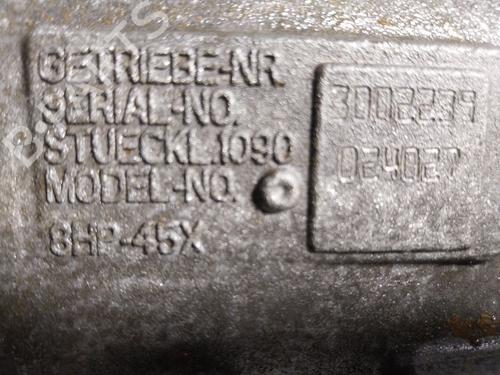 GETRIEBE-NR.
SERIAL-NO. 3002239
STUECKL.1090
MODEL-NO. 024027
8HP-45X